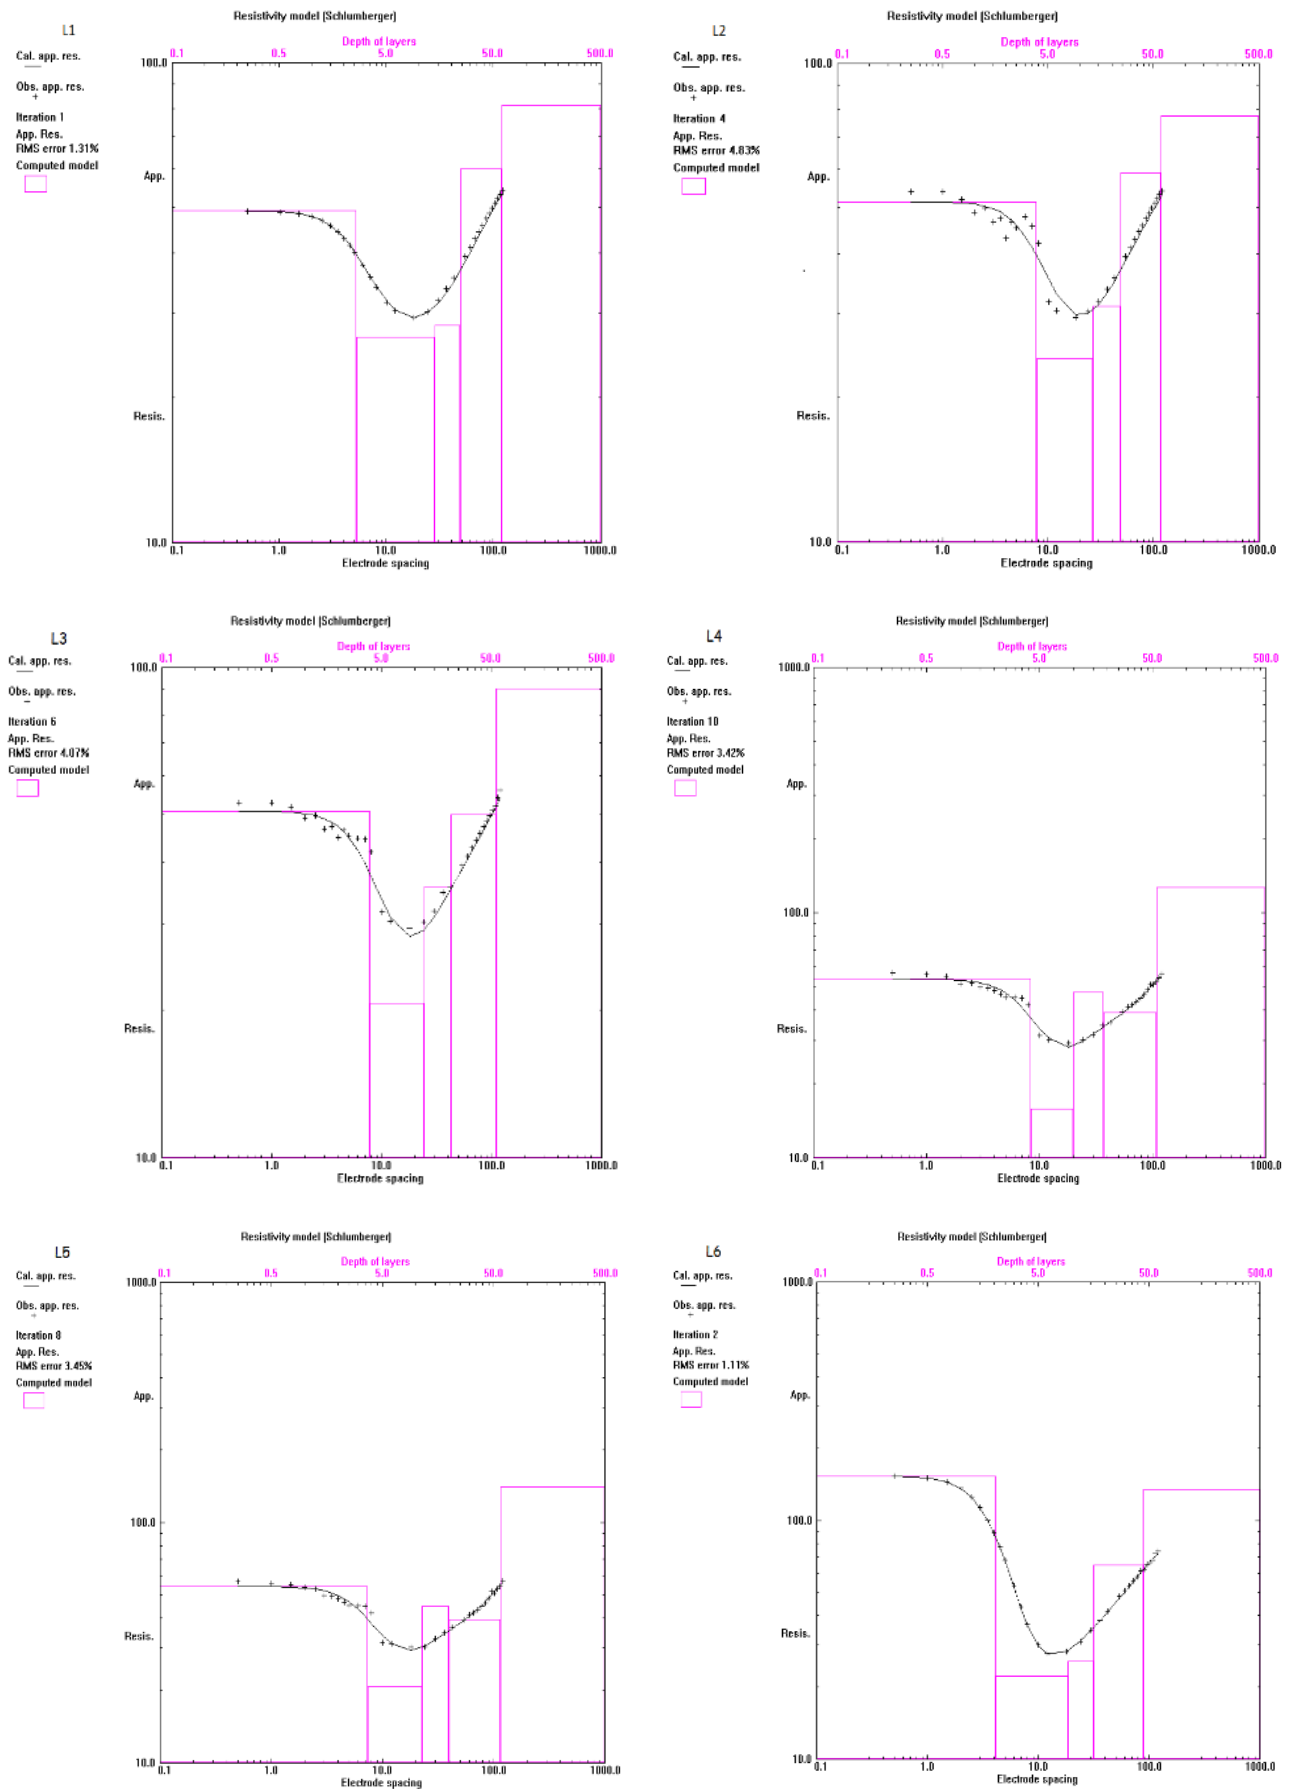 Resistivity model (Schlumberger)
L1
Depth of layers
0.1 0.5 5.0 50.0 500.0
Cal. app. res.
Obs. app. res.
+
Iteration 1
App. Res.
RMS error 1.31%
Computed model
100.0
App.
Resis.
10.0
0.1 1.0 10.0 100.0 1000.0
Electrode spacing
Resistivity model (Schlumberger)
L2
Depth of layers
0.1 0.5 5.0 50.0 500.0
Cal. app. res.
Obs. app. res.
+
Iteration 4
App. Res.
RMS error 4.83%
Computed model
100.0
App.
Resis.
10.0
0.1 1.0 10.0 100.0 1000.0
Electrode spacing
Resistivity model (Schlumberger)
L3
Depth of layers
0.1 0.5 5.0 50.0 500.0
Cal. app. res.
Obs. app. res.
Iteration 6
App. Res.
RMS error 4.07%
Computed model
100.0
App.
Resis.
10.0
0.1 1.0 10.0 100.0 1000.0
Electrode spacing
Resistivity model (Schlumberger)
L4
Depth of layers
0.1 0.5 5.0 50.0 500.0
Cal. app. res.
Obs. app. res.
+
Iteration 10
App. Res.
RMS error 3.42%
Computed model
1000.0
App.
100.0
Resis.
10.0
0.1 1.0 10.0 100.0 1000.0
Electrode spacing
Resistivity model (Schlumberger)
L5
Depth of layers
0.1 0.5 5.0 50.0 500.0
Cal. app. res.
Obs. app. res.
+
Iteration 8
App. Res.
RMS error 3.45%
Computed model
1000.0
App.
100.0
Resis.
10.0
0.1 1.0 10.0 100.0 1000.0
Electrode spacing
Resistivity model (Schlumberger)
L6
Depth of layers
0.1 0.5 5.0 50.0 500.0
Cal. app. res.
Obs. app. res.
+
Iteration 2
App. Res.
RMS error 1.11%
Computed model
1000.0
App.
100.0
Resis.
10.0
0.1 1.0 10.0 100.0 1000.0
Electrode spacing